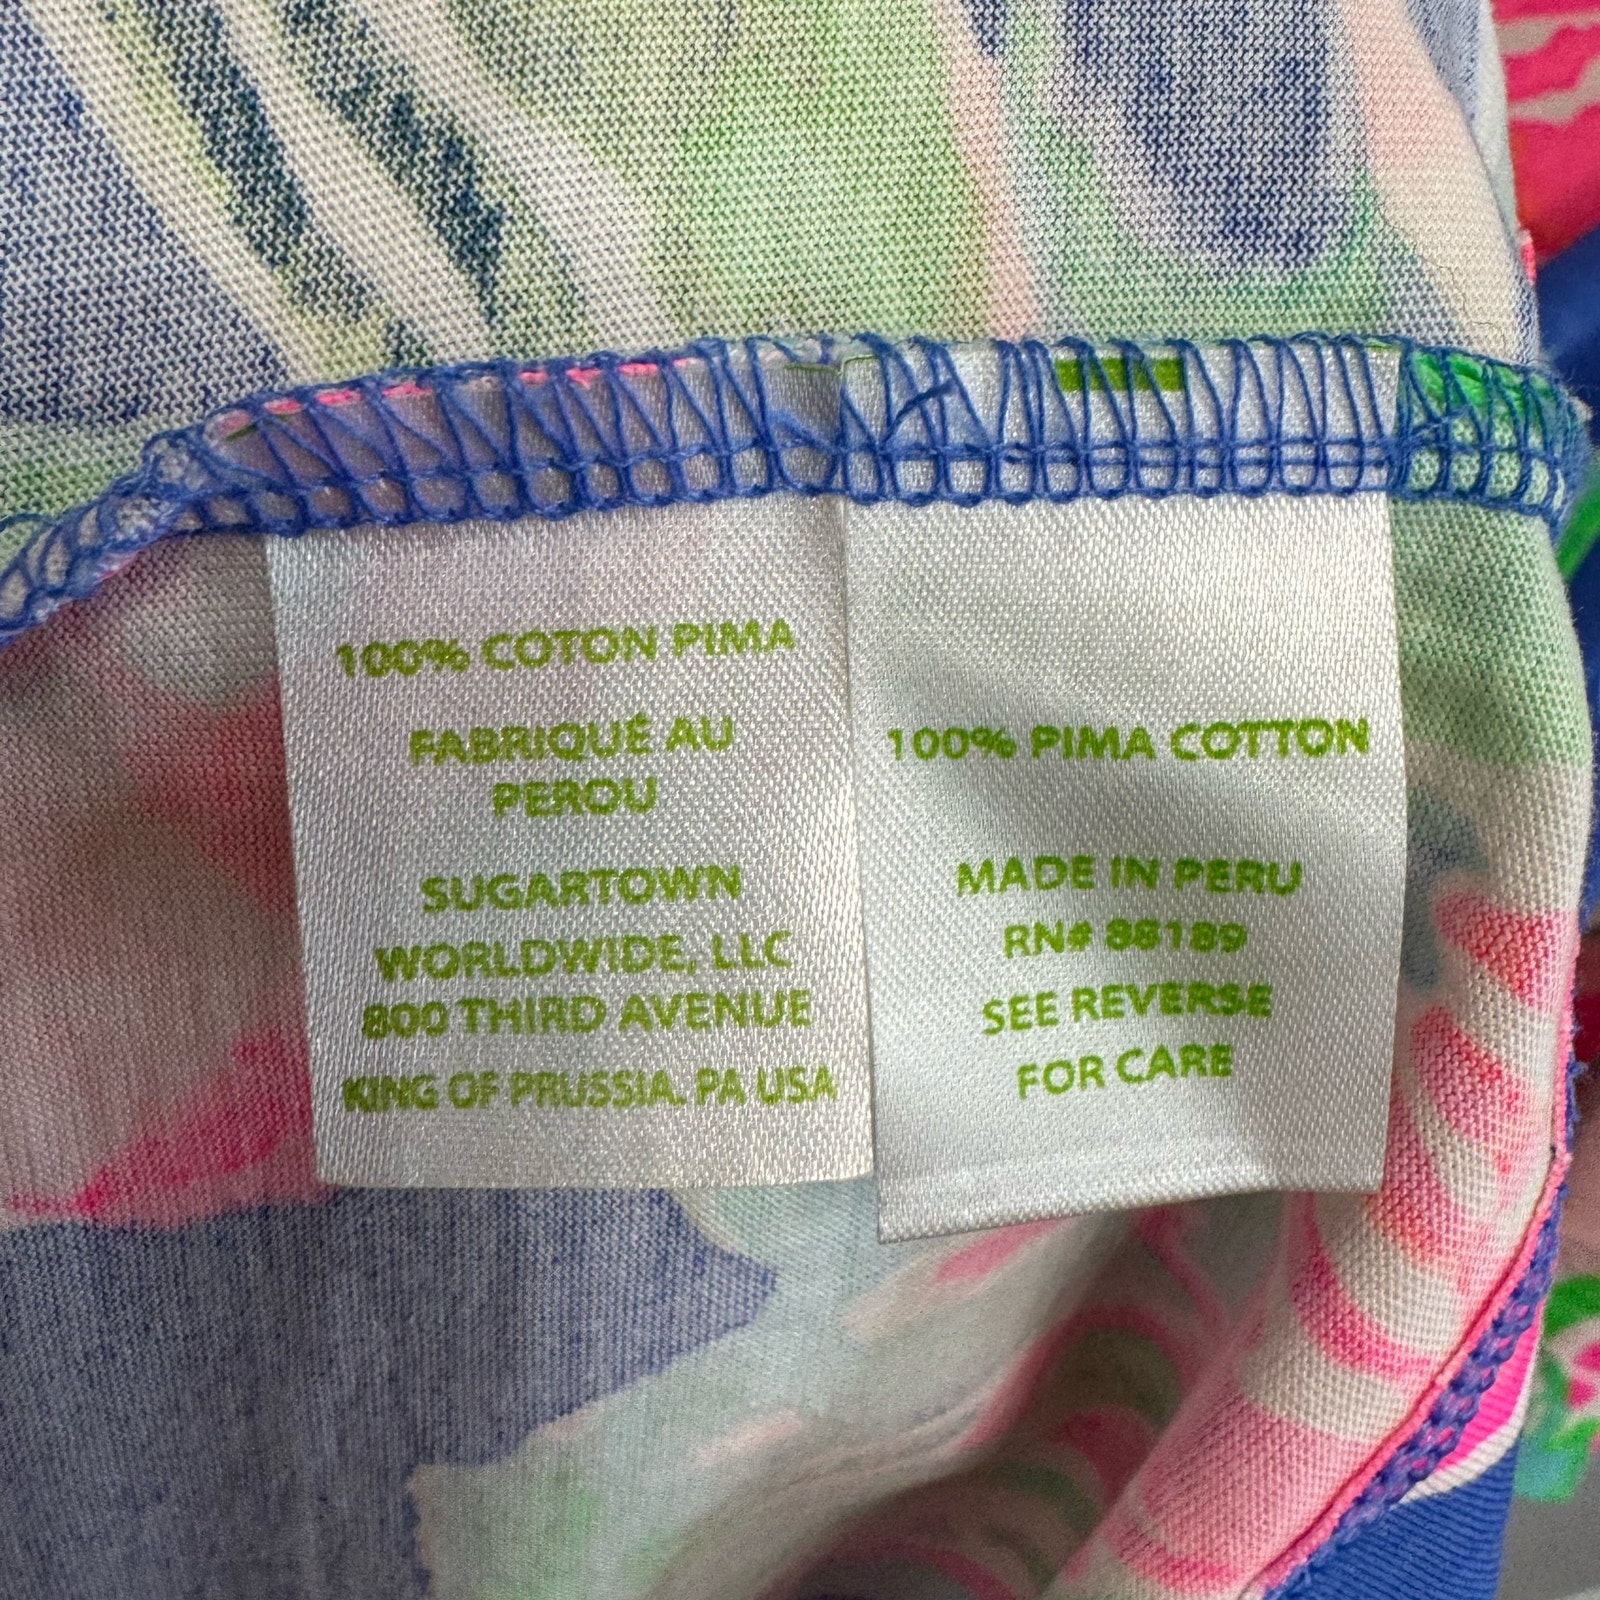 100% COTON PIMA
FABRIQUÉ AU
PEROU
SUGARTOWN
WORLDWIDE, LLC
800 THIRD AVENUE
KING OF PRUSSIA. PA USA
100% PIMA COTTON
MADE IN PERU
RN# 88189
SEE REVERSE
FOR CARE